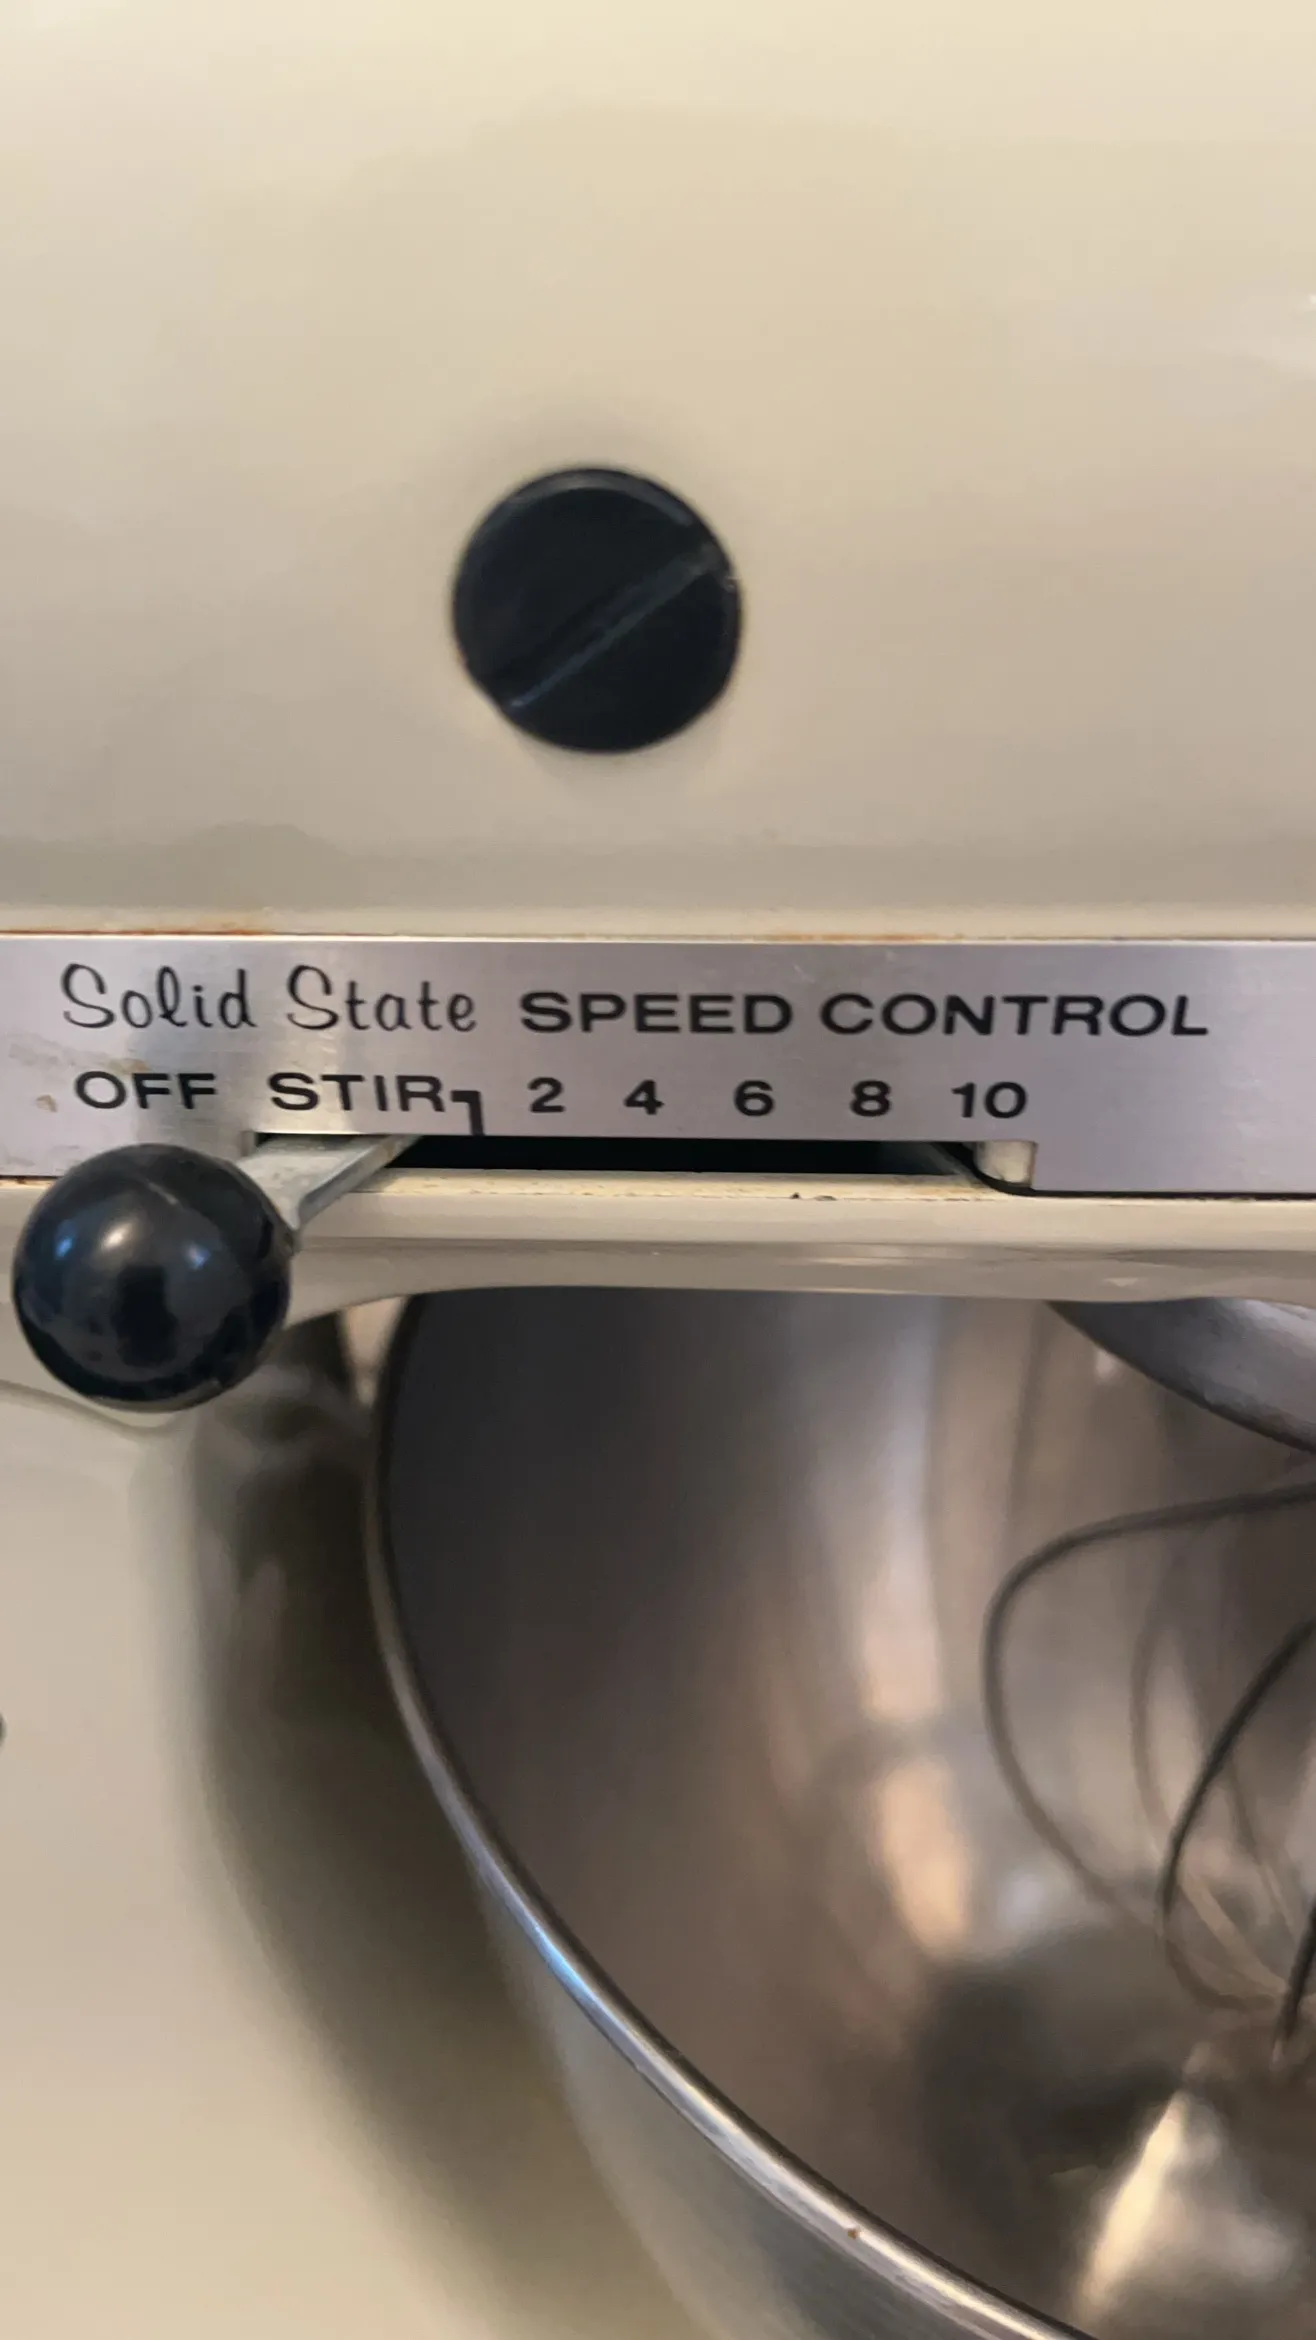 Solid State SPEED CONTROL
OFF STIR 2 4 6 8 10